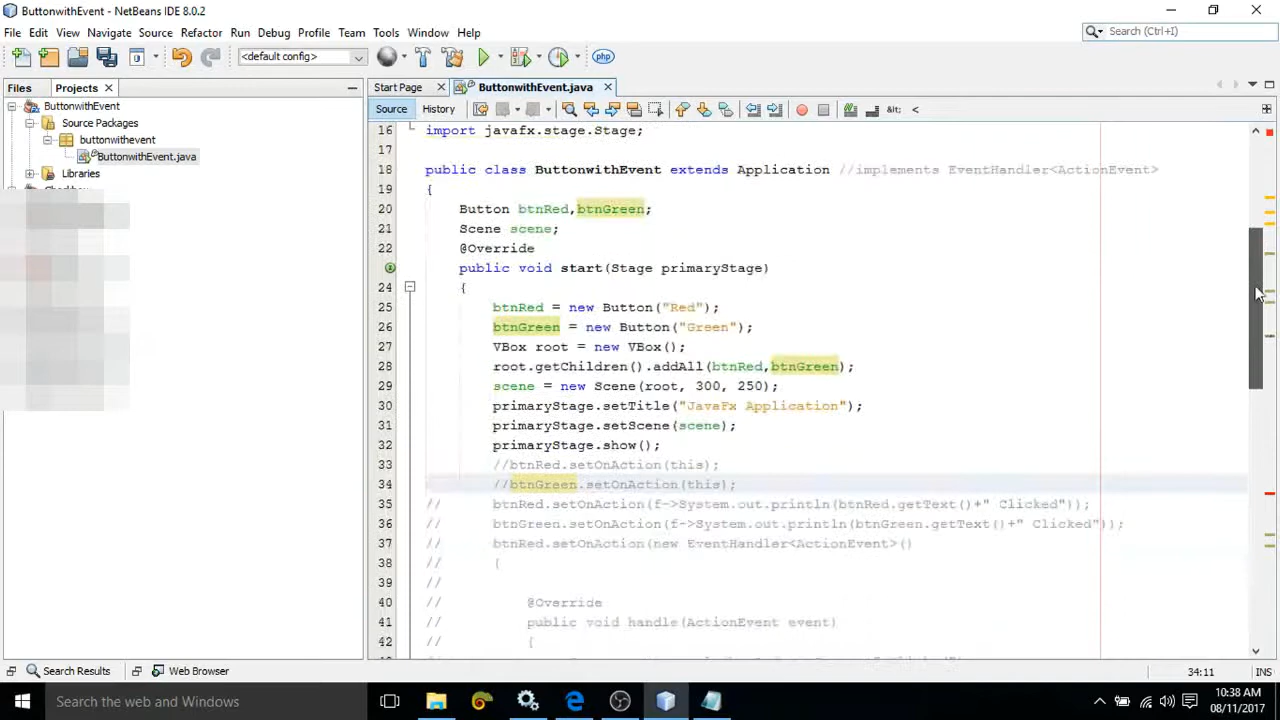 ButtonwithEvent - NetBeans IDE 8.0.2
File Edit View Navigate Source Refactor Run Debug Profile Team Tools Window Help
Search (Ctrl+I)
<default config>
php
Files Projects
Start Page ButtonwithEvent.java
Source History
ButtonwithEvent
Source Packages
buttonwithevent
ButtonwithEvent.java
Libraries
16 import javafx.stage.Stage;
17
18 public class ButtonwithEvent extends Application //implements EventHandler<ActionEvent>
19 {
20 Button btnRed,btnGreen;
21 Scene scene;
22 @Override
public void start(Stage primaryStage)
24 {
25 btnRed = new Button("Red");
26 btnGreen = new Button("Green");
27 VBox root = new VBox();
28 root.getChildren().addAll(btnRed,btnGreen);
29 scene = new Scene(root, 300, 250);
30 primaryStage.setTitle("JavaFx Application");
31 primaryStage.setScene(scene);
32 primaryStage.show();
33 //btnRed.setOnAction(this);
34 //btnGreen.setOnAction(this);
35 // btnRed.setOnAction(f->System.out.println(btnRed.getText()+" Clicked"));
36 // btnGreen.setOnAction(f->System.out.println(btnGreen.getText()+" Clicked"));
37 // btnRed.setOnAction(new EventHandler<ActionEvent>()
38 // {
39 //
40 // @Override
41 // public void handle(ActionEvent event)
42 // {
Search Results Web Browser
34:11 INS
Search the web and Windows
10:38 AM
08/11/2017